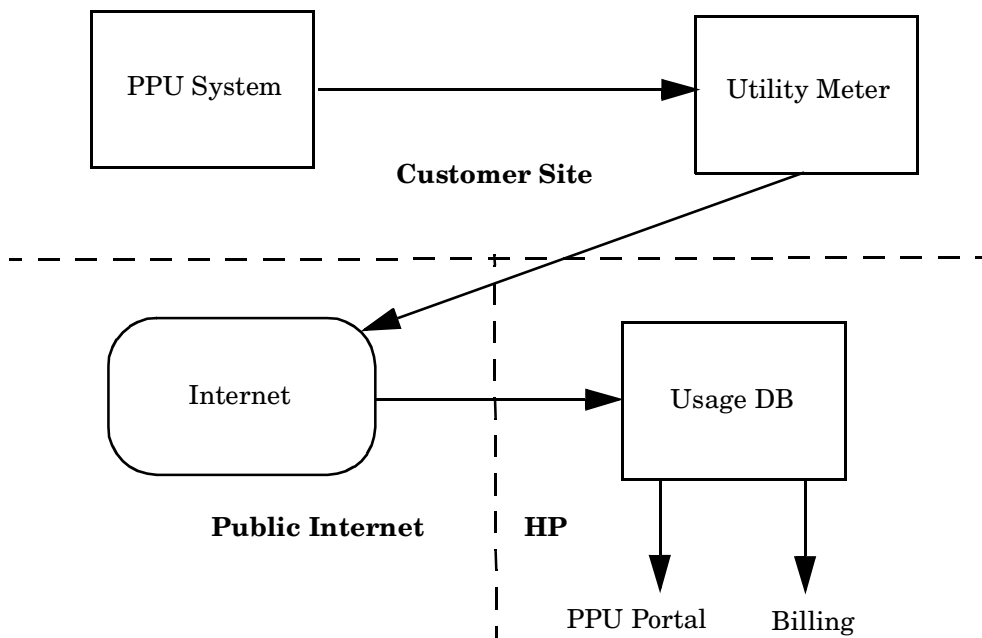 PPU System
Utility Meter
Customer Site
Internet
Usage DB
Public Internet
HP
PPU Portal
Billing